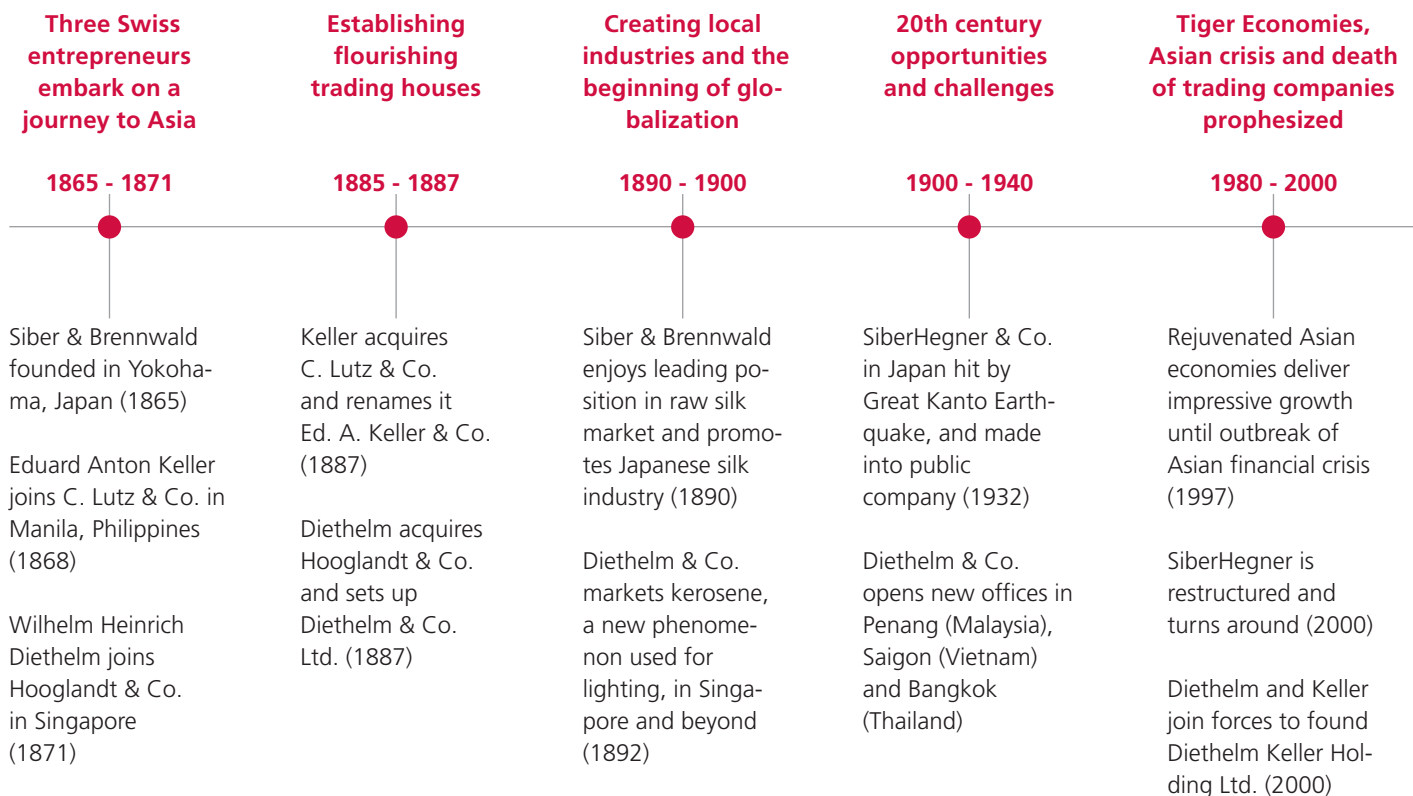 Three Swiss
entrepreneurs
embark on a
journey to Asia
1865 - 1871
Siber & Brennwald
founded in Yokoha-
ma, Japan (1865)
Eduard Anton Keller
joins C. Lutz & Co. in
Manila, Philippines
(1868)
Wilhelm Heinrich
Diethelm joins
Hooglandt & Co.
in Singapore
(1871)
Establishing
flourishing
trading houses
1885 - 1887
Keller acquires
C. Lutz & Co.
and renames it
Ed. A. Keller & Co.
(1887)
Diethelm acquires
Hooglandt & Co.
and sets up
Diethelm & Co.
Ltd. (1887)
Creating local
industries and the
beginning of glo-
balization
1890 - 1900
Siber & Brennwald
enjoys leading po-
sition in raw silk
market and promo-
tes Japanese silk
industry (1890)
Diethelm & Co.
markets kerosene,
a new phenome-
non used for
lighting, in Singa-
pore and beyond
(1892)
20th century
opportunities
and challenges
1900 - 1940
SiberHegner & Co.
in Japan hit by
Great Kanto Earth-
quake, and made
into public
company (1932)
Diethelm & Co.
opens new offices in
Penang (Malaysia),
Saigon (Vietnam)
and Bangkok
(Thailand)
Tiger Economies,
Asian crisis and death
of trading companies
prophesized
1980 - 2000
Rejuvenated Asian
economies deliver
impressive growth
until outbreak of
Asian financial crisis
(1997)
SiberHegner is
restructured and
turns around (2000)
Diethelm and Keller
join forces to found
Diethelm Keller Hol-
ding Ltd. (2000)